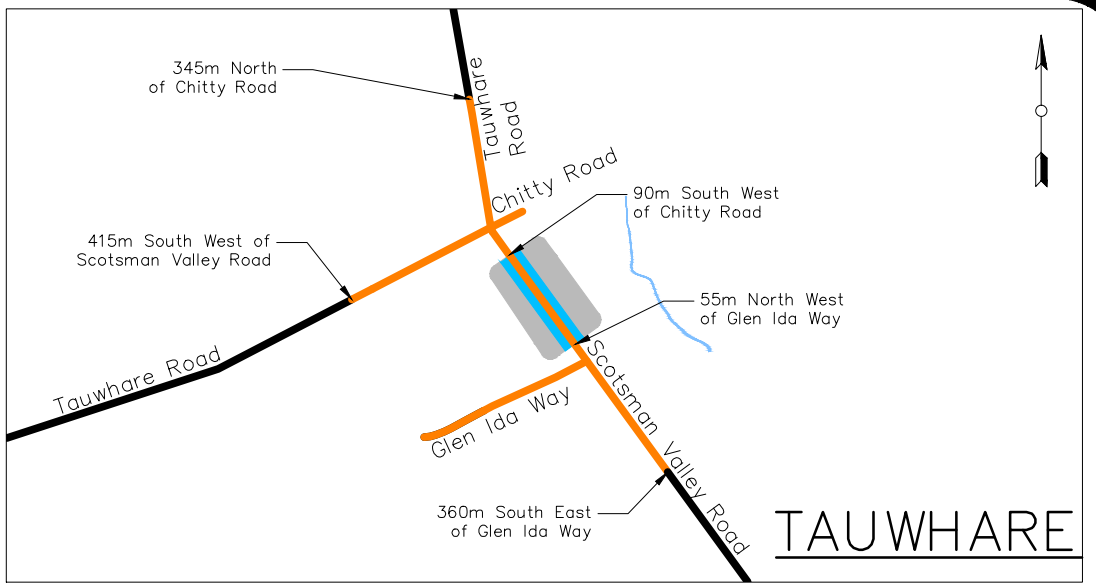 345m North
of Chitty Road
Tauwhare
Road
Chitty Road
90m South West
of Chitty Road
415m South West of
Scotsman Valley Road
55m North West
of Glen Ida Way
Tauwhare Road
Glen Ida Way
Scotsman Valley Road
360m South East
of Glen Ida Way
TAUWHARE